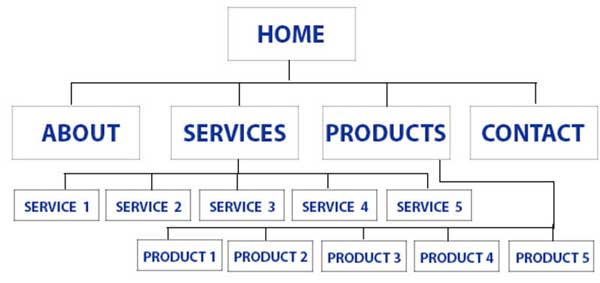 HOME
ABOUT
SERVICES
PRODUCTS
CONTACT
SERVICE 1
SERVICE 2
SERVICE 3
SERVICE 4
SERVICE 5
PRODUCT 1
PRODUCT 2
PRODUCT 3
PRODUCT 4
PRODUCT 5